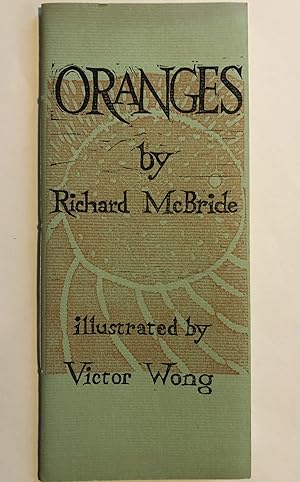 ORANGES
by
Richard McBride
illustrated by
Victor Wong